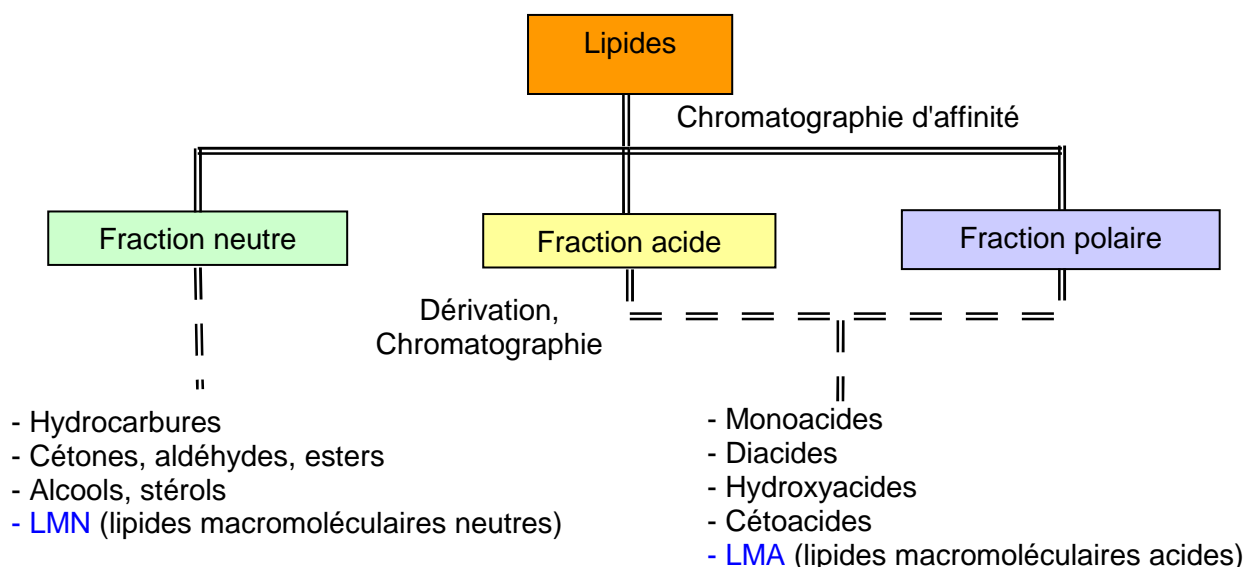 Lipides
Chromatographie d'affinité
Fraction neutre
Fraction acide
Fraction polaire
Dérivation,
Chromatographie
- Hydrocarbures
- Cétones, aldéhydes, esters
- Alcools, stérols
- LMN (lipides macromoléculaires neutres)
- Monoacides
- Diacides
- Hydroxyacides
- Cétoacides
- LMA (lipides macromoléculaires acides)